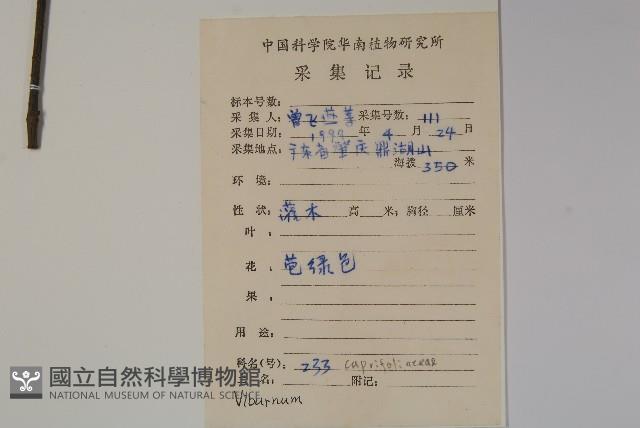 中国科学院华南植物研究所
采集记录
标本号数:
采集人:曾飞燕等 采集号数: 111
采集日期: 1999 年 4 月 24 日
采集地点: 广东省肇庆鼎湖山
海拨 350 米
环境:
性状: 灌木 高 米; 胸径 厘米
叶:
花: 苞绿色
果:
用途:
科名(号): 233 caprifoliaceae
名: 附记:
Viburnum
國立自然科學博物館
NATIONAL MUSEUM OF NATURAL SCIENCE